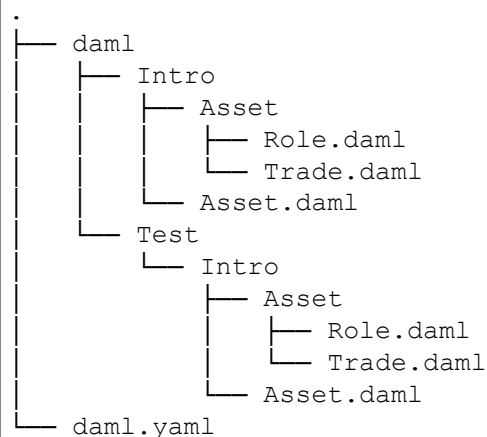 .
├── daml
│   ├── Intro
│   │   ├── Asset
│   │   │   ├── Role.daml
│   │   │   └── Trade.daml
│   │   └── Asset.daml
│   └── Test
│       └── Intro
│           ├── Asset
│           │   ├── Role.daml
│           │   └── Trade.daml
│           └── Asset.daml
└── daml.yaml